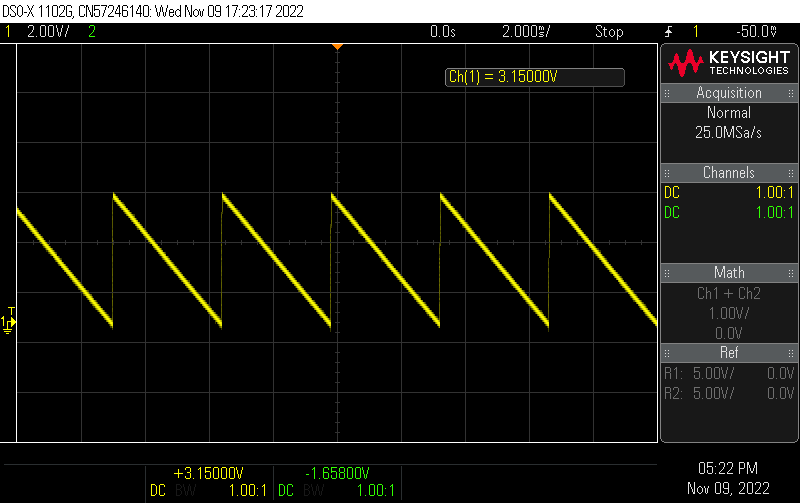 DSO-X 1102G, CN57246140: Wed Nov 09 17:23:17 2022
1 2.00V/ 2 0.0s 2.000ms/ Stop 1 -50.0mV
KEYSIGHT
TECHNOLOGIES
Ch(1) = 3.15000V
Acquisition
Normal
25.0MSa/s
Channels
DC 1.00:1
DC 1.00:1
Math
Ch1 + Ch2
1.00V/
0.0V
Ref
R1: 5.00V/ 0.0V
R2: 5.00V/ 0.0V
T
1
+3.15000V -1.65800V
DC BW 1.00:1 DC BW 1.00:1
05:22 PM
Nov 09, 2022